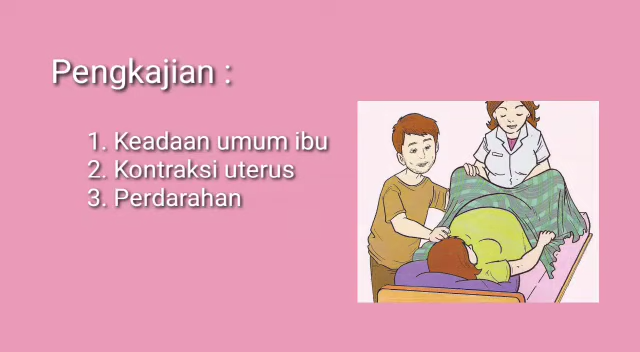 Pengkajian :
1. Keadaan umum ibu
2. Kontraksi uterus
3. Perdarahan